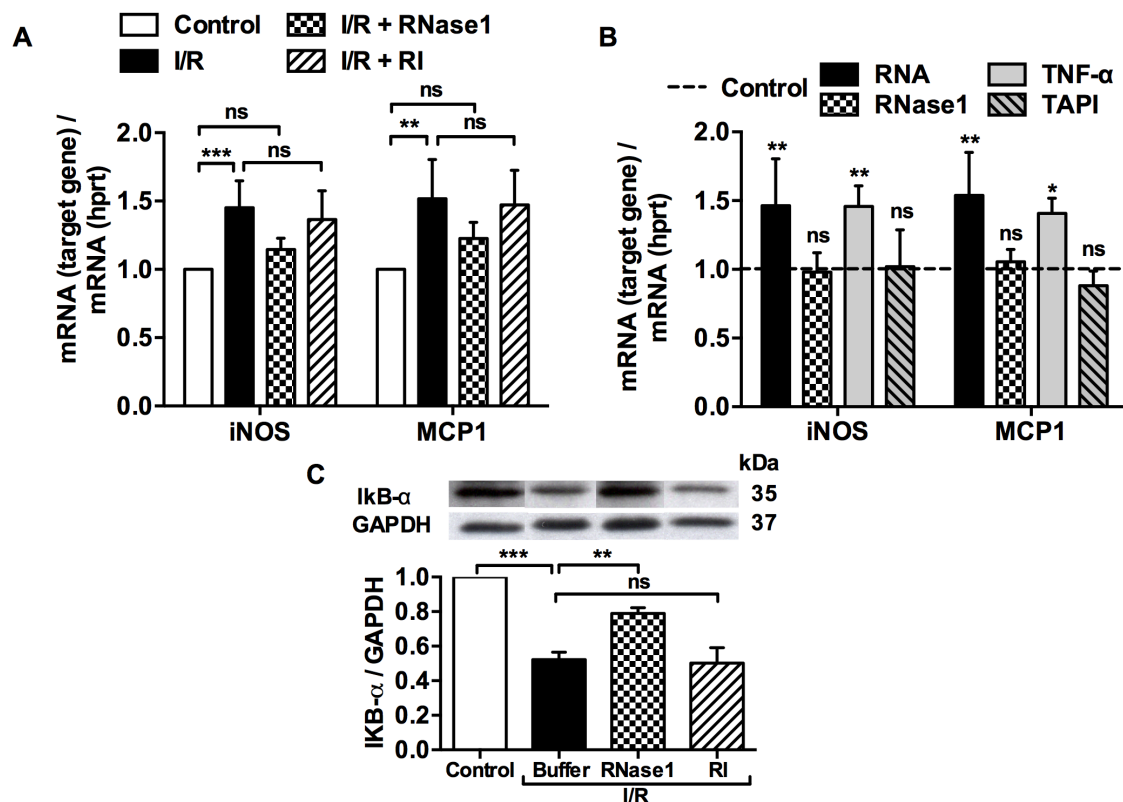 A
Control
I/R + RNase1
I/R
I/R + RI
mRNA (target gene) /
mRNA (hprt)
2.0
1.5
1.0
0.5
0.0
ns
ns
***
ns
ns
**
iNOS
MCP1
B
Control
RNA
TNF-α
RNase1
TAPI
mRNA (target gene) /
mRNA (hprt)
2.0
1.5
1.0
0.5
0.0
**
ns
**
ns
**
ns
*
ns
iNOS
MCP1
C
kDa
IkB-α
35
GAPDH
37
*** **
ns
IKB-α / GAPDH
1.0
0.8
0.6
0.4
0.2
0.0
Control Buffer RNase1 RI
I/R